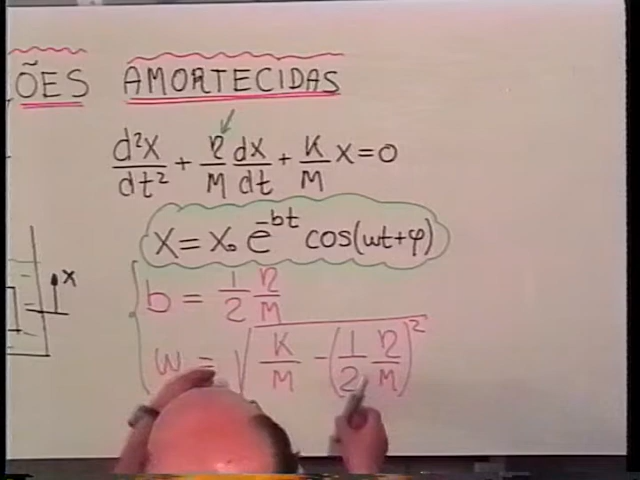 ÕES AMORTECIDAS
d²x/dt² + η/M dx/dt + K/M x = 0
x = x₀ e^-bt cos(ωt+φ)
x
b = 1/2 η/M
ω = √(K/M - (1/2 η/M)²)